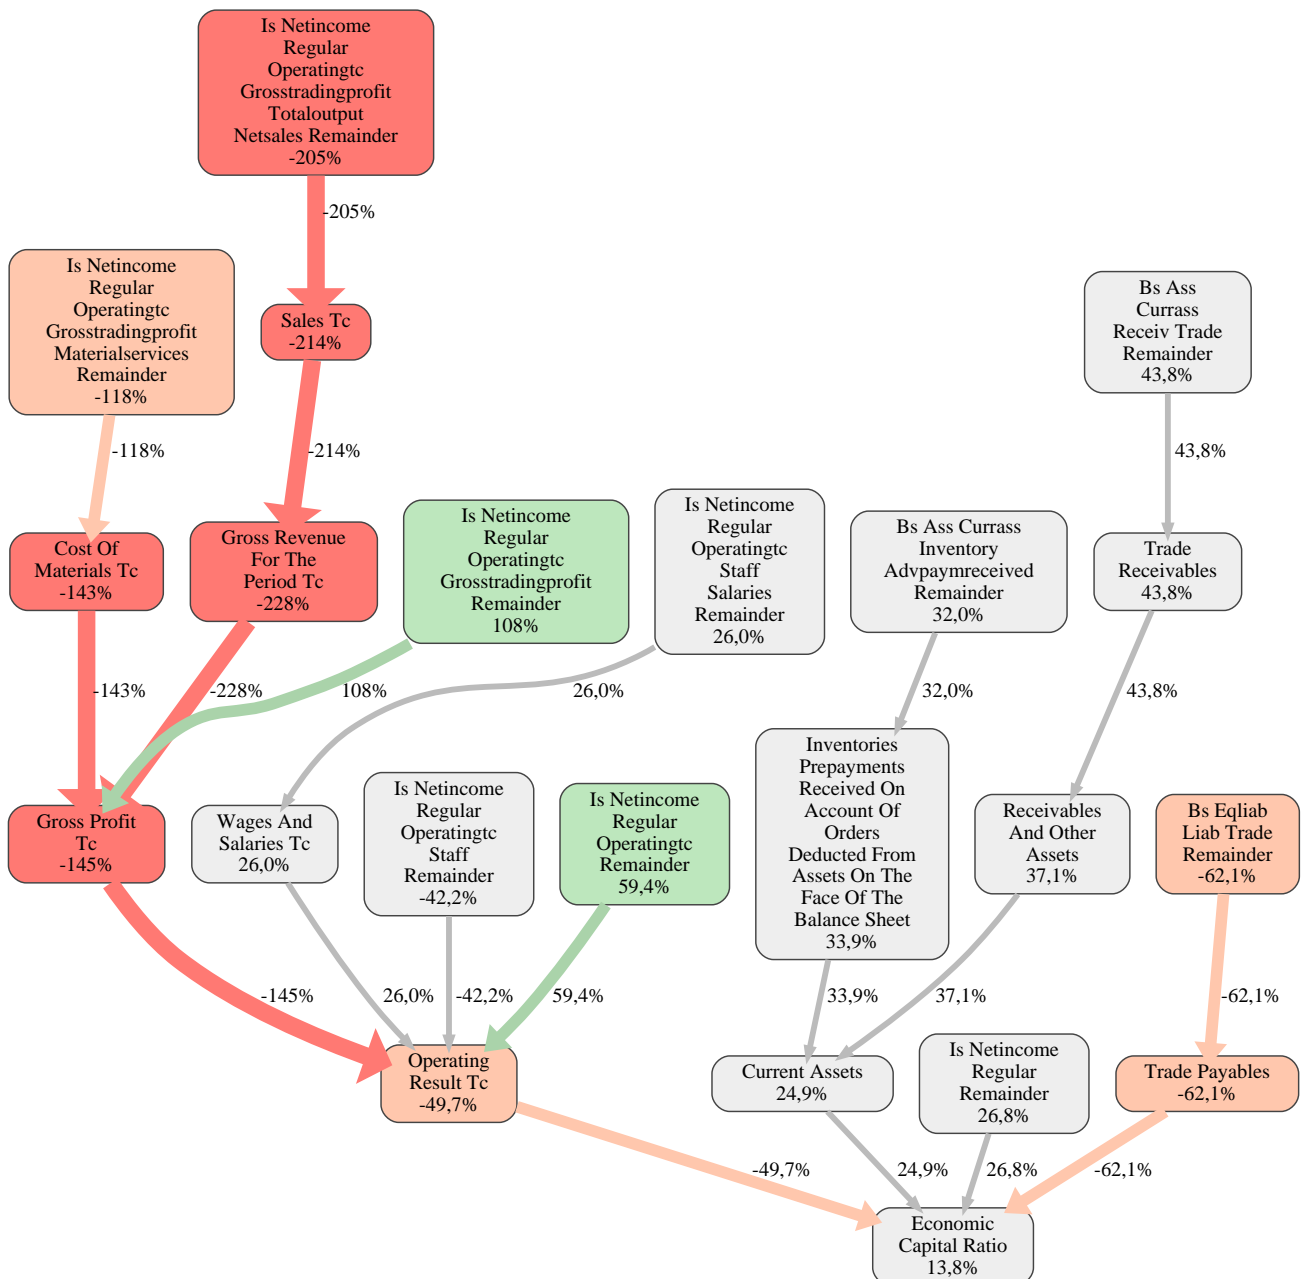 Is Netincome
Regular
Operatingtc
Grosstradingprofit
Totaloutput
Netsales Remainder
-205%
-205%
Is Netincome
Regular
Operatingtc
Grosstradingprofit
Materialservices
Remainder
-118%
Sales Tc
-214%
Bs Ass
Currass
Receiv Trade
Remainder
43,8%
-118%
-214%
43,8%
Cost Of
Materials Tc
-143%
Gross Revenue
For The
Period Tc
-228%
Is Netincome
Regular
Operatingtc
Grosstradingprofit
Remainder
108%
Is Netincome
Regular
Operatingtc
Staff
Salaries
Remainder
26,0%
Bs Ass Currass
Inventory
Advpaymreceived
Remainder
32,0%
Trade
Receivables
43,8%
-143%
-228%
108%
26,0%
32,0%
43,8%
Gross Profit
Tc
-145%
Wages And
Salaries Tc
26,0%
Is Netincome
Regular
Operatingtc
Staff
Remainder
-42,2%
Is Netincome
Regular
Operatingtc
Remainder
59,4%
Inventories
Prepayments
Received On
Account Of
Orders
Deducted From
Assets On The
Face Of The
Balance Sheet
33,9%
Receivables
And Other
Assets
37,1%
Bs Eqliab
Liab Trade
Remainder
-62,1%
-145%
26,0%
-42,2%
59,4%
33,9%
37,1%
-62,1%
Operating
Result Tc
-49,7%
Current Assets
24,9%
Is Netincome
Regular
Remainder
26,8%
Trade Payables
-62,1%
-49,7%
24,9%
26,8%
-62,1%
Economic
Capital Ratio
13,8%